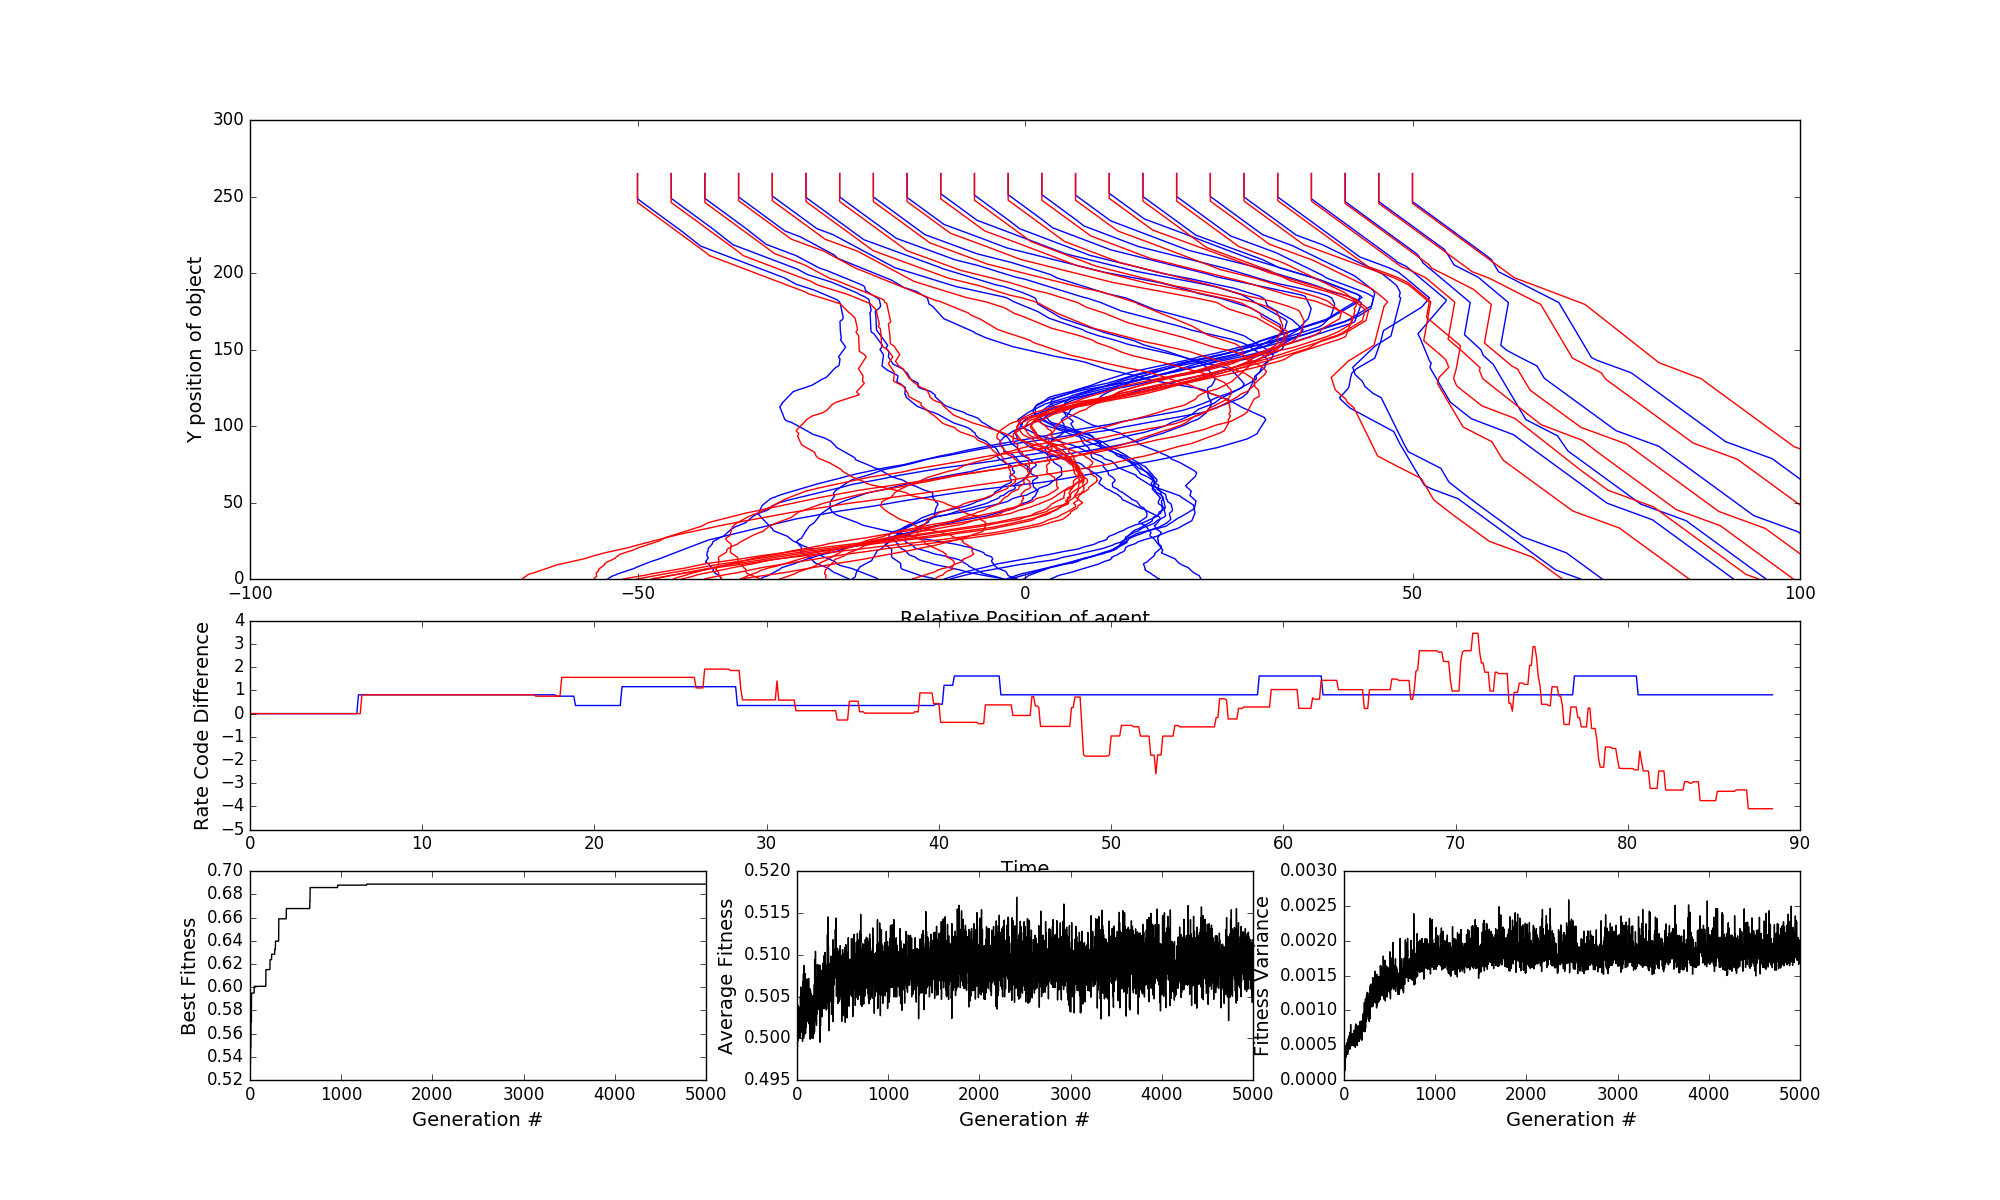 300
250
200
150
100
50
0
Y position of object
−100 −50 0 50 100
Relative Position of agent
4
3
2
1
0
−1
−2
−3
−4
−5
Rate Code Difference
0 10 20 30 40 50 60 70 80 90
Time
0.70
0.68
0.66
0.64
0.62
0.60
0.58
0.56
0.54
0.52
Best Fitness
0 1000 2000 3000 4000 5000
Generation #
0.520
0.515
0.510
0.505
0.500
0.495
Average Fitness
0 1000 2000 3000 4000 5000
Generation #
0.0030
0.0025
0.0020
0.0015
0.0010
0.0005
0.0000
Fitness Variance
0 1000 2000 3000 4000 5000
Generation #